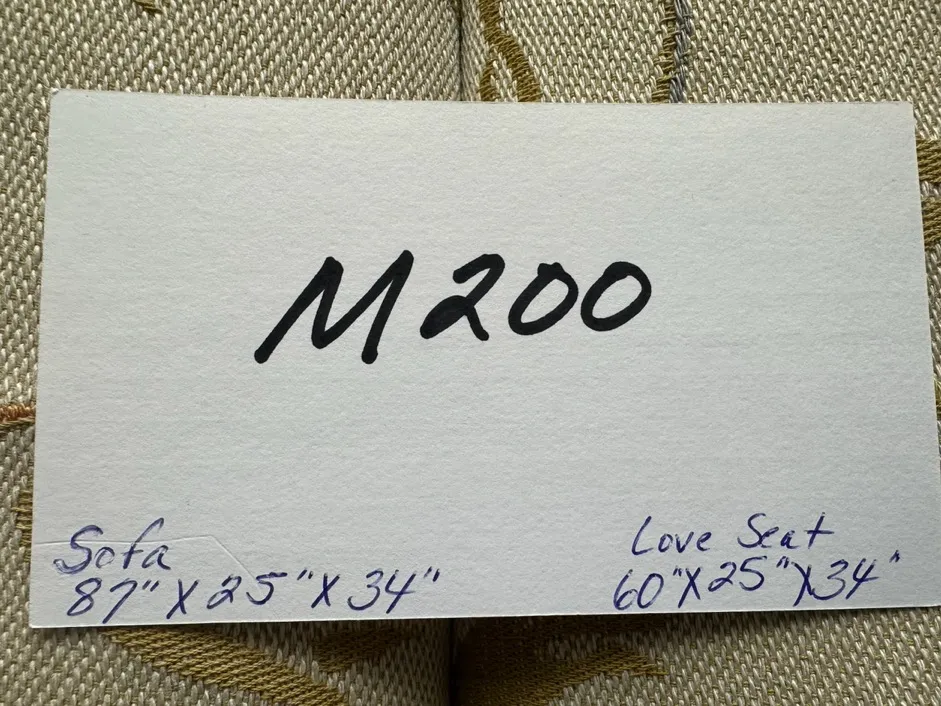 M200
Sofa
87" X 25" X 34"
Love Seat
60" X 25" X 34"